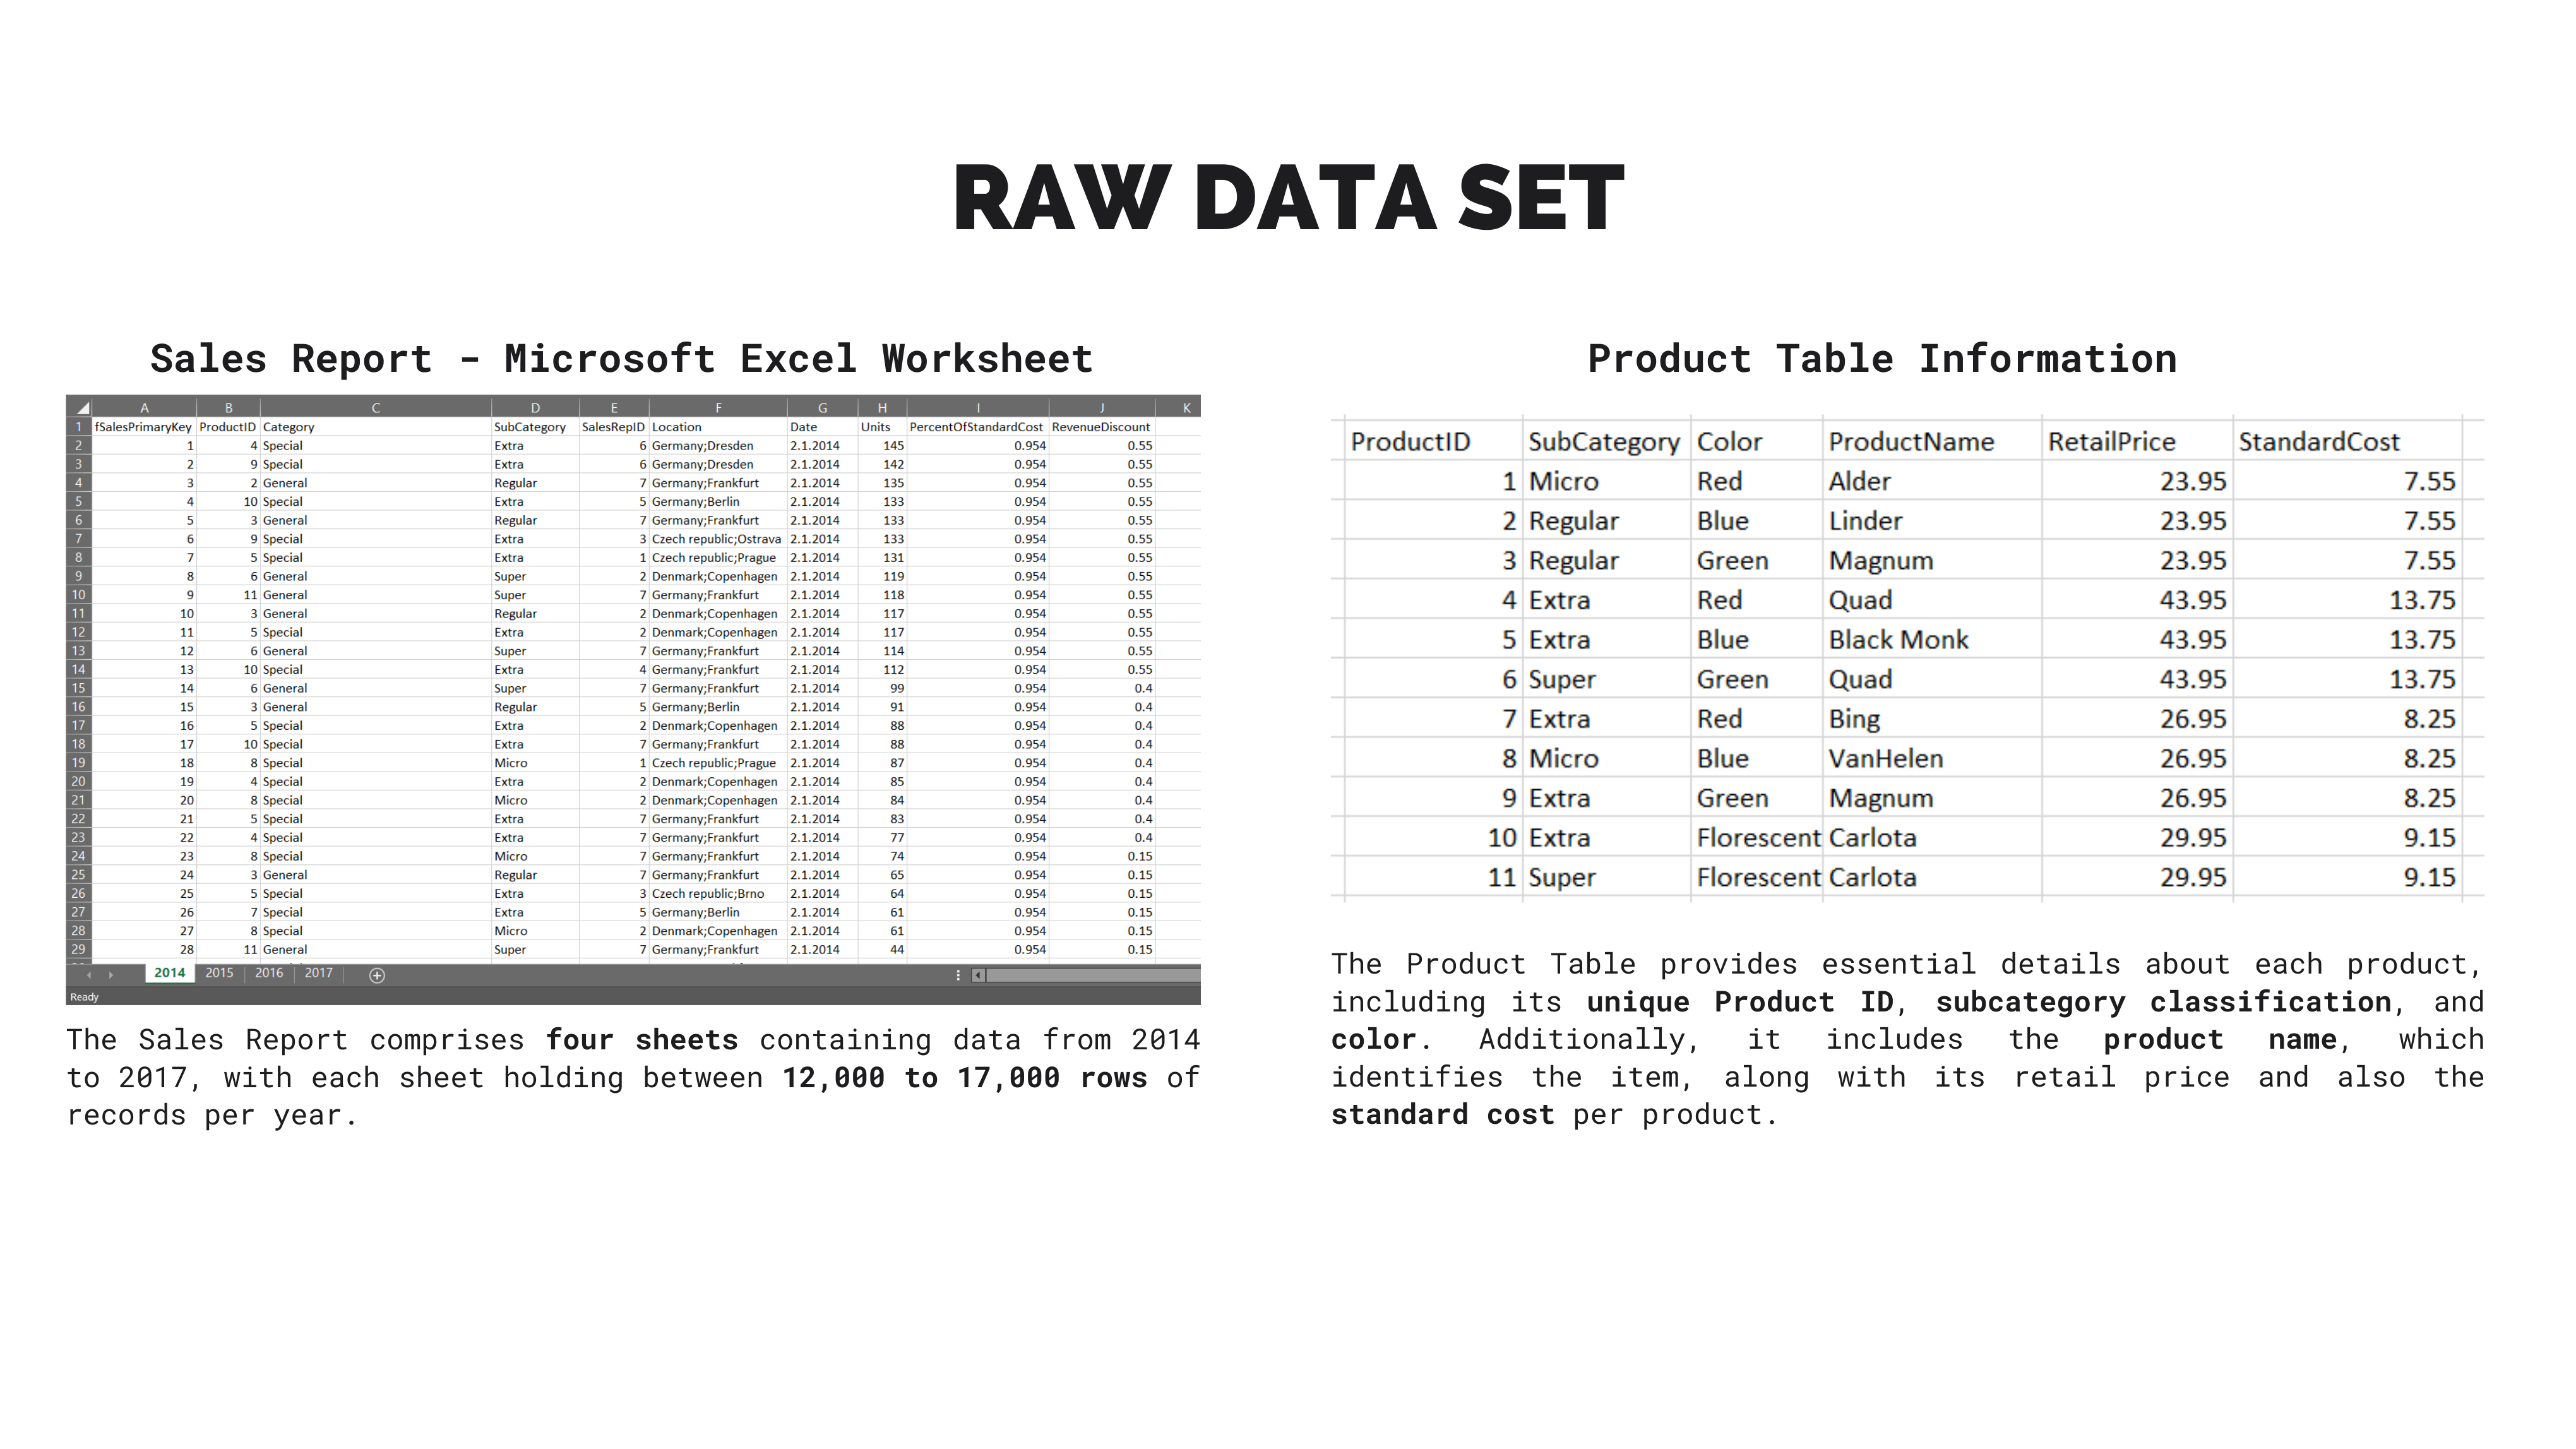 RAW DATA SET
Sales Report - Microsoft Excel Worksheet
A B C D E F G H I J K
1 fSalesPrimaryKey ProductID Category SubCategory SalesRepID Location Date Units PercentOfStandardCost RevenueDiscount
2 1 4 Special Extra 6 Germany;Dresden 2.1.2014 145 0.954 0.55
3 2 9 Special Extra 6 Germany;Dresden 2.1.2014 142 0.954 0.55
4 3 2 General Regular 7 Germany;Frankfurt 2.1.2014 135 0.954 0.55
5 4 10 Special Extra 5 Germany;Berlin 2.1.2014 133 0.954 0.55
6 5 3 General Regular 7 Germany;Frankfurt 2.1.2014 133 0.954 0.55
7 6 9 Special Extra 3 Czech republic;Ostrava 2.1.2014 133 0.954 0.55
8 7 5 Special Extra 1 Czech republic;Prague 2.1.2014 131 0.954 0.55
9 8 6 General Super 2 Denmark;Copenhagen 2.1.2014 119 0.954 0.55
10 9 11 General Super 7 Germany;Frankfurt 2.1.2014 118 0.954 0.55
11 10 3 General Regular 2 Denmark;Copenhagen 2.1.2014 117 0.954 0.55
12 11 5 Special Extra 2 Denmark;Copenhagen 2.1.2014 117 0.954 0.55
13 12 6 General Super 7 Germany;Frankfurt 2.1.2014 114 0.954 0.55
14 13 10 Special Extra 4 Germany;Frankfurt 2.1.2014 112 0.954 0.55
15 14 6 General Super 7 Germany;Frankfurt 2.1.2014 99 0.954 0.4
16 15 3 General Regular 5 Germany;Berlin 2.1.2014 91 0.954 0.4
17 16 5 Special Extra 2 Denmark;Copenhagen 2.1.2014 88 0.954 0.4
18 17 10 Special Extra 7 Germany;Frankfurt 2.1.2014 88 0.954 0.4
19 18 8 Special Micro 1 Czech republic;Prague 2.1.2014 87 0.954 0.4
20 19 4 Special Extra 2 Denmark;Copenhagen 2.1.2014 85 0.954 0.4
21 20 8 Special Micro 2 Denmark;Copenhagen 2.1.2014 84 0.954 0.4
22 21 5 Special Extra 7 Germany;Frankfurt 2.1.2014 83 0.954 0.4
23 22 4 Special Extra 7 Germany;Frankfurt 2.1.2014 77 0.954 0.4
24 23 8 Special Micro 7 Germany;Frankfurt 2.1.2014 74 0.954 0.15
25 24 3 General Regular 7 Germany;Frankfurt 2.1.2014 65 0.954 0.15
26 25 5 Special Extra 3 Czech republic;Brno 2.1.2014 64 0.954 0.15
27 26 7 Special Extra 5 Germany;Berlin 2.1.2014 61 0.954 0.15
28 27 8 Special Micro 2 Denmark;Copenhagen 2.1.2014 61 0.954 0.15
29 28 11 General Super 7 Germany;Frankfurt 2.1.2014 44 0.954 0.15
2014 2015 2016 2017
Ready
The Sales Report comprises four sheets containing data from 2014
to 2017, with each sheet holding between 12,000 to 17,000 rows of
records per year.
Product Table Information
ProductID SubCategory Color ProductName RetailPrice StandardCost
1 Micro Red Alder 23.95 7.55
2 Regular Blue Linder 23.95 7.55
3 Regular Green Magnum 23.95 7.55
4 Extra Red Quad 43.95 13.75
5 Extra Blue Black Monk 43.95 13.75
6 Super Green Quad 43.95 13.75
7 Extra Red Bing 26.95 8.25
8 Micro Blue VanHelen 26.95 8.25
9 Extra Green Magnum 26.95 8.25
10 Extra Florescent Carlota 29.95 9.15
11 Super Florescent Carlota 29.95 9.15
The Product Table provides essential details about each product,
including its unique Product ID, subcategory classification, and
color. Additionally, it includes the product name, which
identifies the item, along with its retail price and also the
standard cost per product.